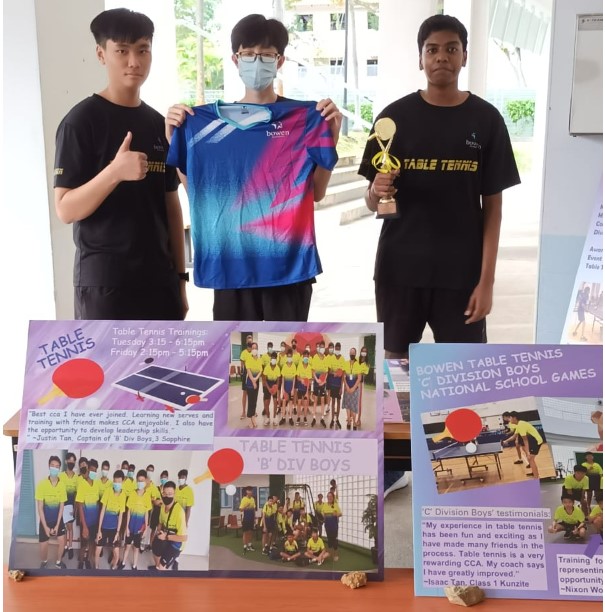 bowen
NNIS
TABLE TENNIS
bowen
TABLE
TENNIS
Table Tennis Trainings:
Tuesday 3:15 - 6:15pm
Friday 2:15pm - 5:15pm
"Best cca I have ever joined. Learning new serves and
training with friends makes CCA enjoyable. I also have
the opportunity to develop leadership skills."
~Justin Tan, Captain of 'B' Div Boys,3 Sapphire
TABLE TENNIS
'B' DIV BOYS
BOWEN TABLE TENNIS
'C' DIVISION BOYS
NATIONAL SCHOOL GAMES
'C' Division Boys' testimonials
"My experience in table tennis
has been fun and exciting as I
have made many friends in the
process. Table tennis is a very
rewarding CCA. My coach says
I have greatly improved."
~Isaac Tan, Class 1 Kunzite
Training fo
representin
opportunity
~Nixon Wo
Event
Table